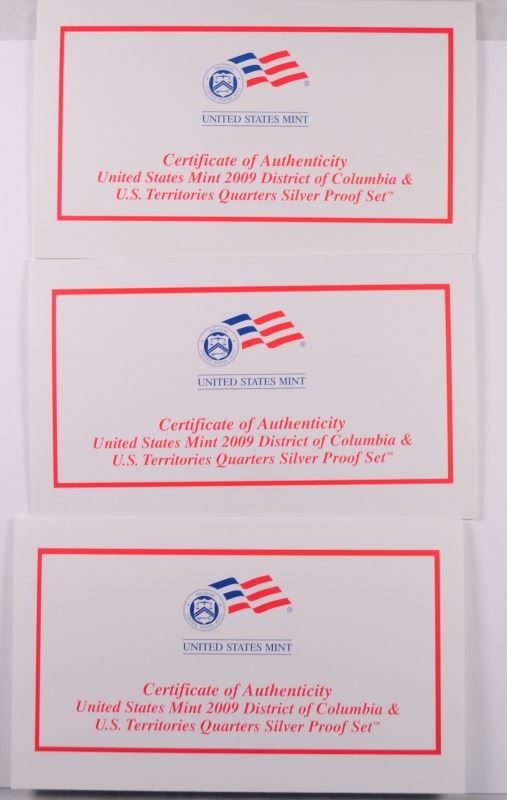 UNITED STATES MINT
Certificate of Authenticity
United States Mint 2009 District of Columbia &
U.S. Territories Quarters Silver Proof Set™
®
UNITED STATES MINT
Certificate of Authenticity
United States Mint 2009 District of Columbia &
U.S. Territories Quarters Silver Proof Set™
®
UNITED STATES MINT
Certificate of Authenticity
United States Mint 2009 District of Columbia &
U.S. Territories Quarters Silver Proof Set™